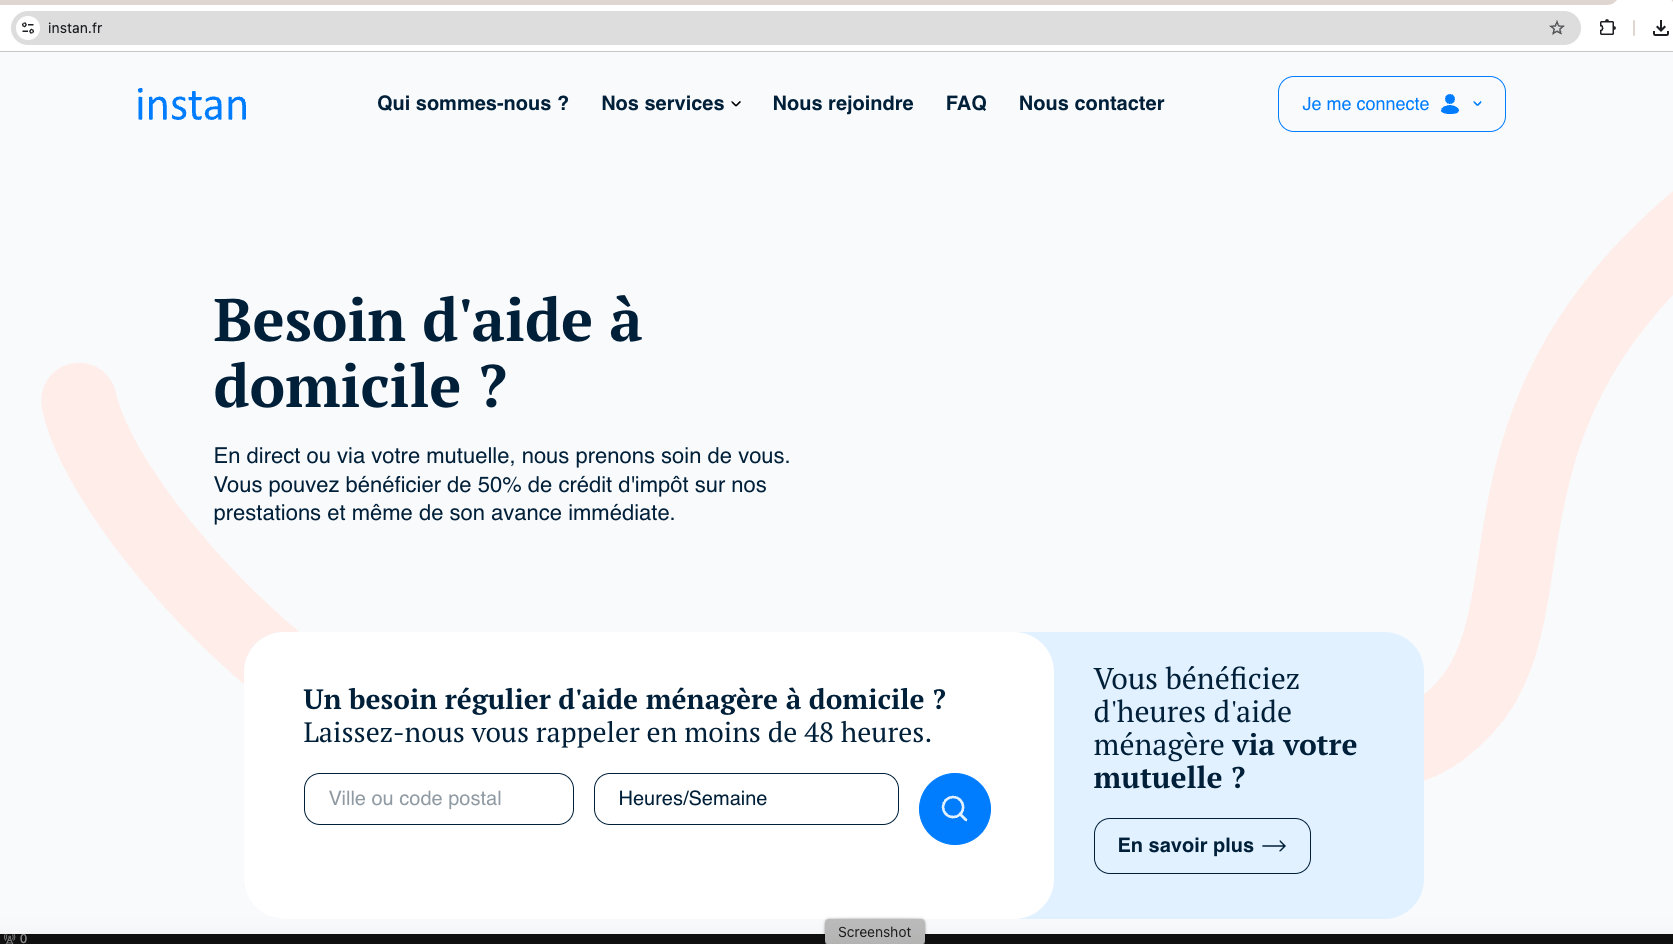 instan.fr
instan
Qui sommes-nous ?
Nos services
Nous rejoindre
FAQ
Nous contacter
Je me connecte
Besoin d'aide à
domicile ?
En direct ou via votre mutuelle, nous prenons soin de vous.
Vous pouvez bénéficier de 50% de crédit d'impôt sur nos
prestations et même de son avance immédiate.
Un besoin régulier d'aide ménagère à domicile ?
Laissez-nous vous rappeler en moins de 48 heures.
Ville ou code postal
Heures/Semaine
Vous bénéficiez
d'heures d'aide
ménagère via votre
mutuelle ?
En savoir plus
0
Screenshot